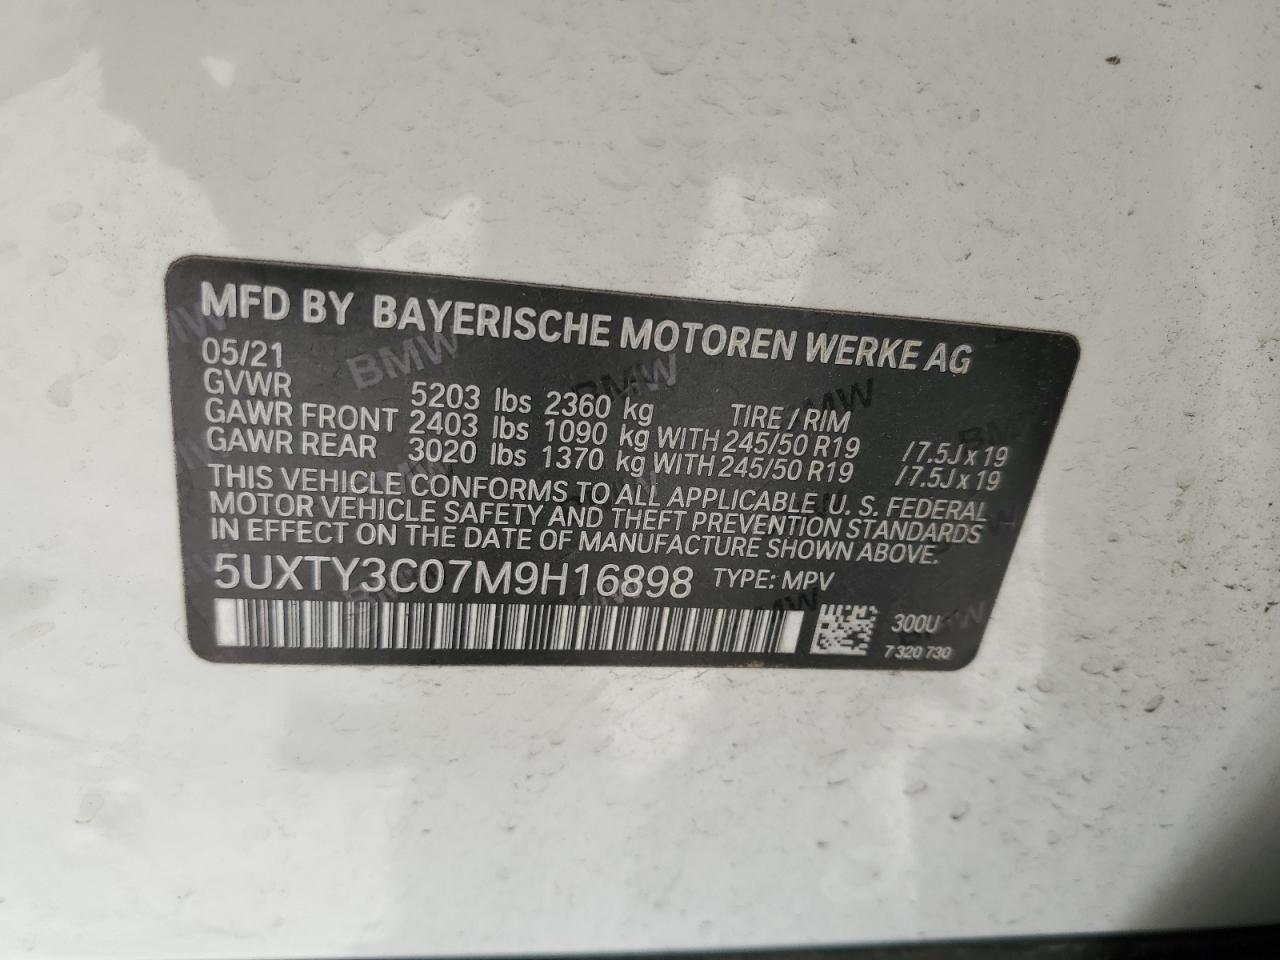 MFD BY BAYERISCHE MOTOREN WERKE AG
05/21
GVWR 5203 lbs 2360 kg TIRE / RIM
GAWR FRONT 2403 lbs 1090 kg WITH 245/50 R19 /7.5J x 19
GAWR REAR 3020 lbs 1370 kg WITH 245/50 R19 /7.5J x 19
THIS VEHICLE CONFORMS TO ALL APPLICABLE U. S. FEDERAL
MOTOR VEHICLE SAFETY AND THEFT PREVENTION STANDARDS
IN EFFECT ON THE DATE OF MANUFACTURE SHOWN ABOVE.
5UXTY3C07M9H16898 TYPE: MPV
300U
7 320 730